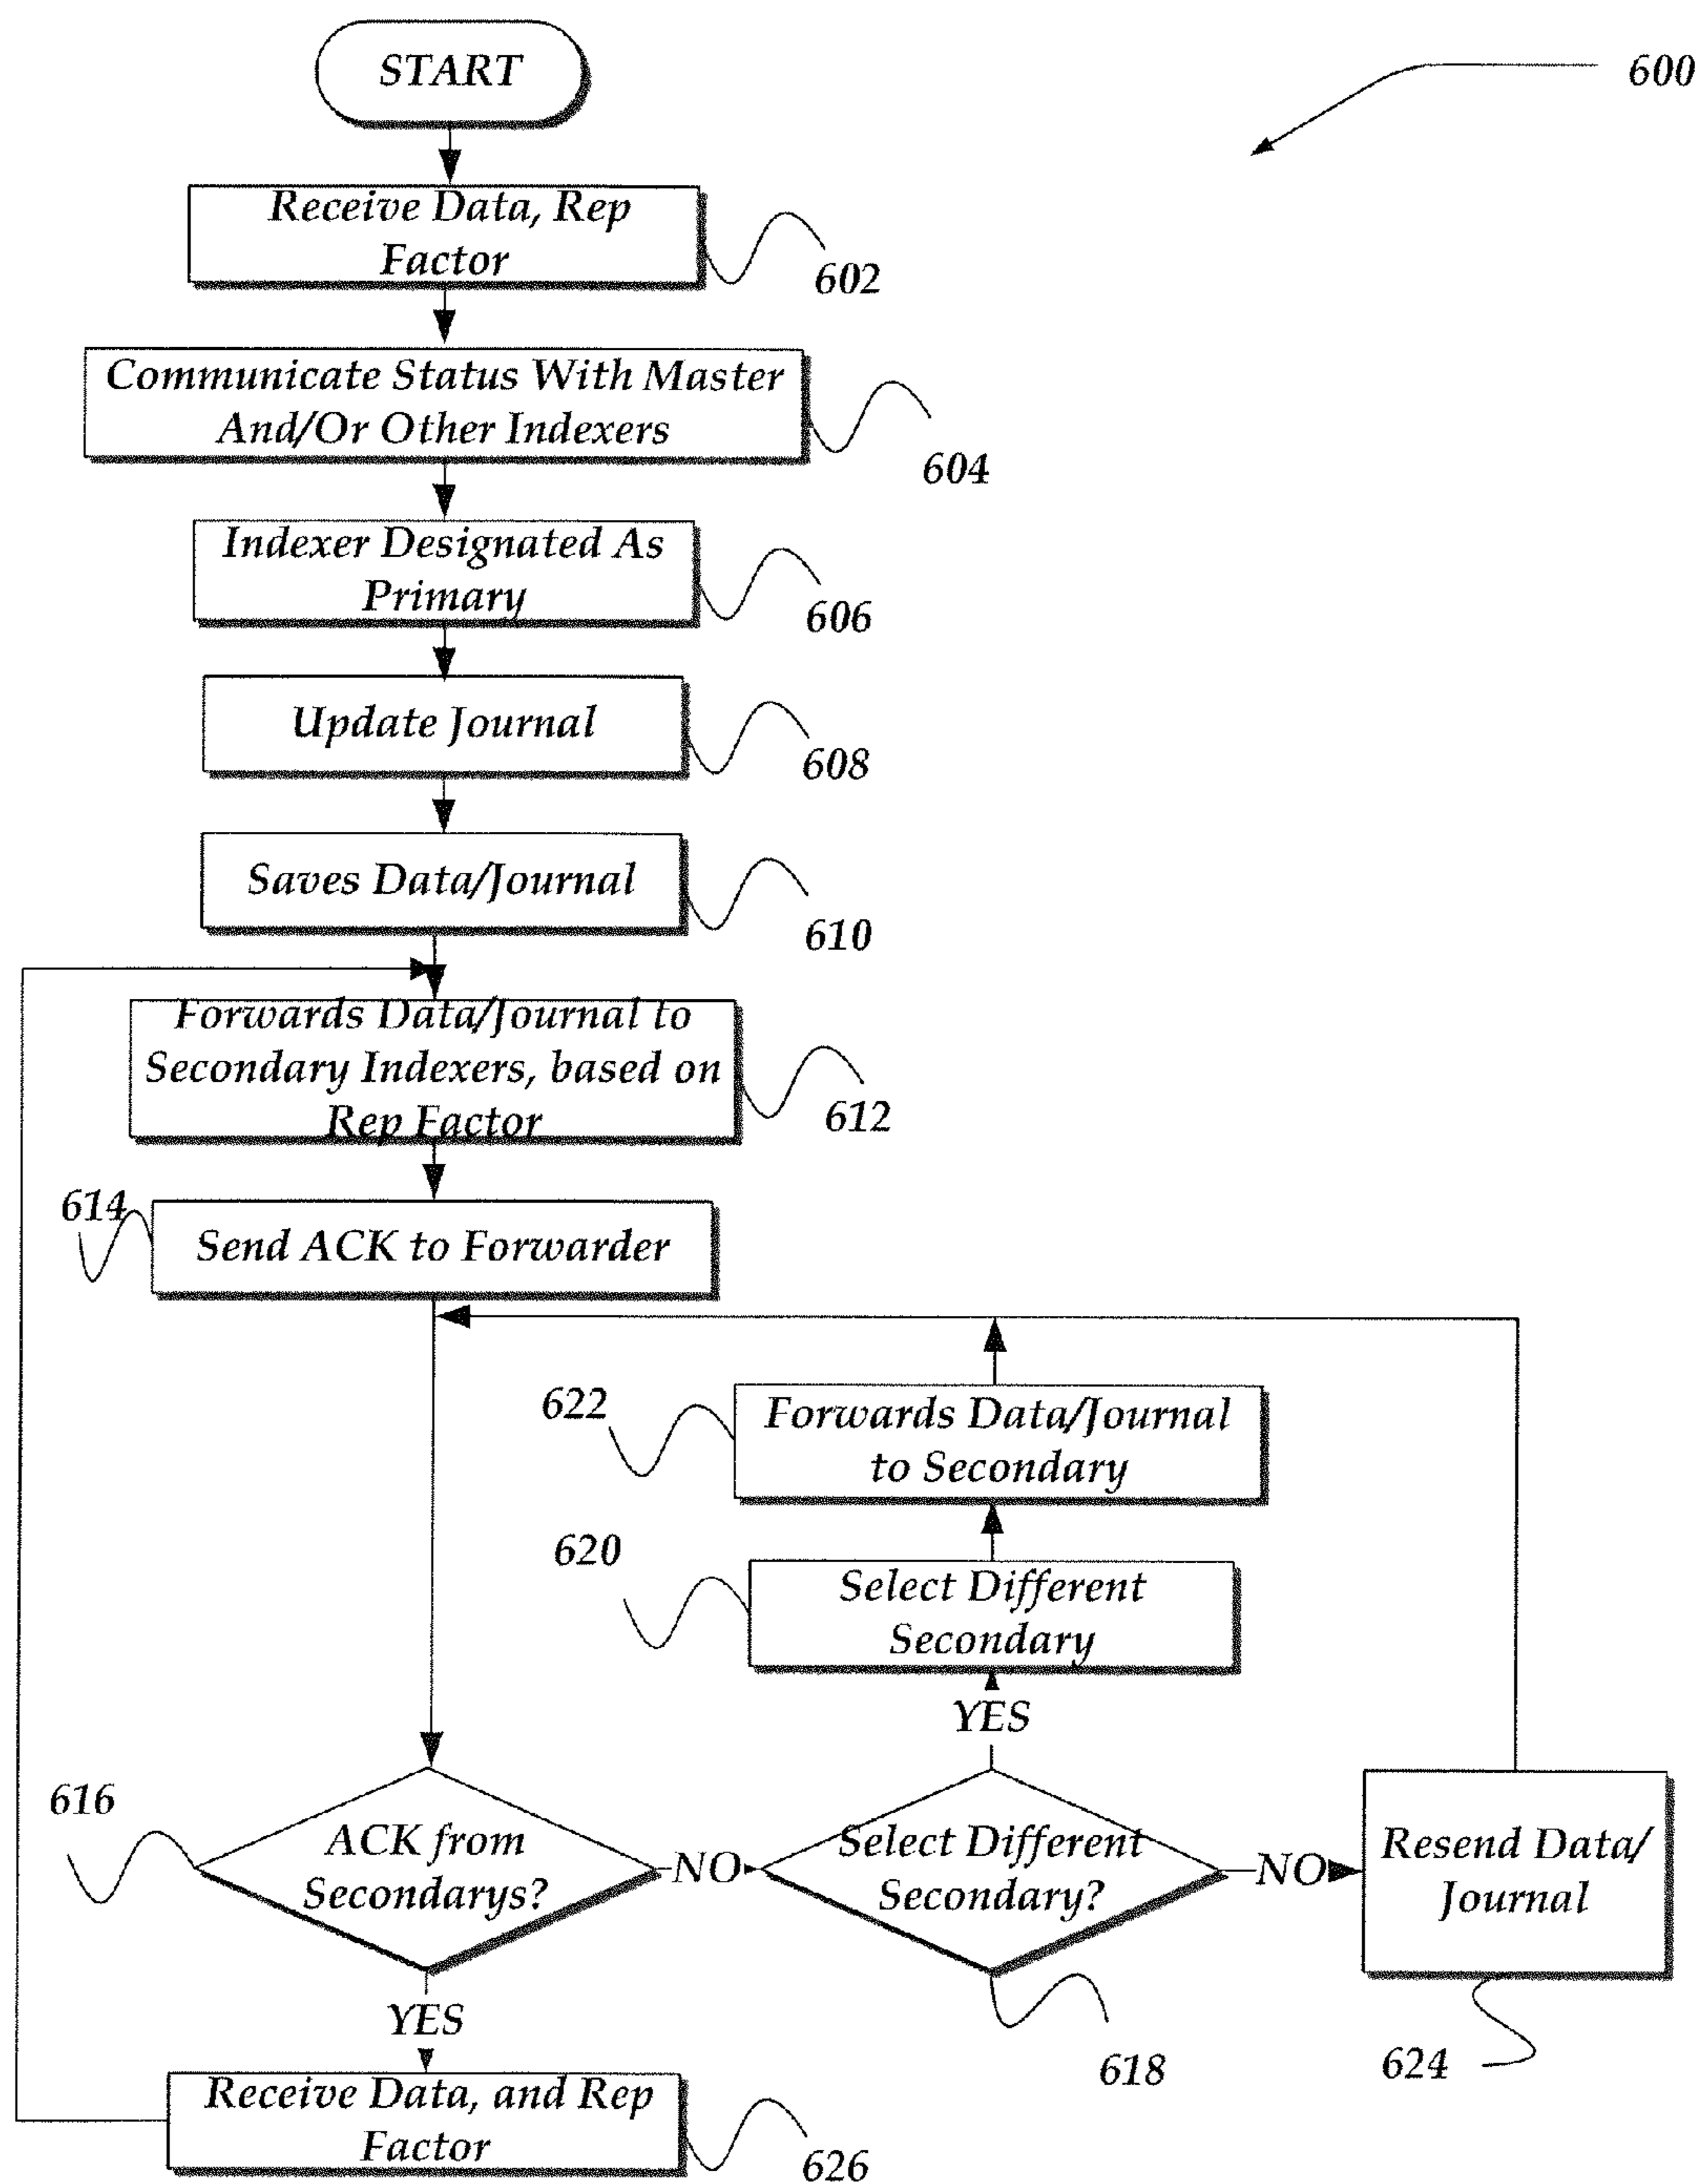 START
600
Receive Data, Rep
Factor
602
Communicate Status With Master
And/Or Other Indexers
604
Indexer Designated As
Primary
606
Update Journal
608
Saves Data/Journal
610
Forwards Data/Journal to
Secondary Indexers, based on
Rep Factor
612
614
Send ACK to Forwarder
622
Forwards Data/Journal
to Secondary
620
Select Different
Secondary
YES
616
ACK from
Secondarys?
NO
Select Different
Secondary?
NO
Resend Data/
Journal
YES
618
624
Receive Data, and Rep
Factor
626